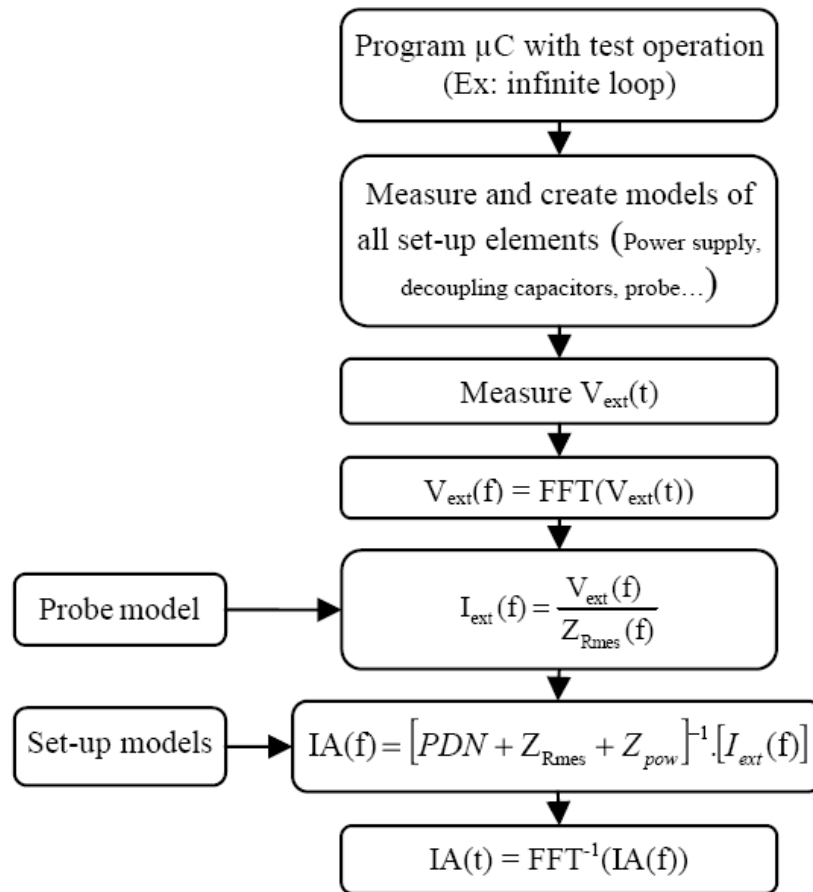 Program µC with test operation
(Ex: infinite loop)
Measure and create models of
all set-up elements (Power supply,
decoupling capacitors, probe…)
Measure V_ext(t)
V_ext(f) = FFT(V_ext(t))
Probe model
I_ext(f) = V_ext(f) / Z_Rmes(f)
Set-up models
IA(f) = [PDN + Z_Rmes + Z_pow]⁻¹.[I_ext(f)]
IA(t) = FFT⁻¹(IA(f))